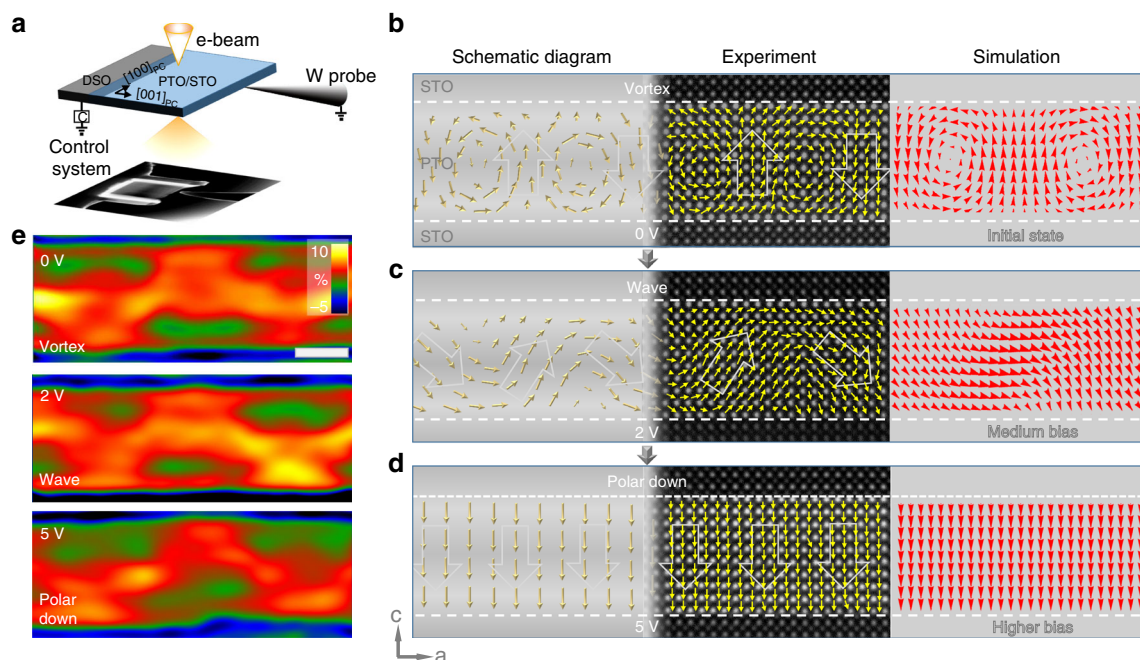 a
e-beam
DSO
[100]PC
PTO/STO
[001]PC
W probe
C
Control
system
b
Schematic diagram
Experiment
Simulation
STO
Vortex
PTO
STO
0 V
Initial state
c
Wave
2 V
Medium bias
d
Polar down
5 V
Higher bias
c
a
e
0 V
10
%
–5
Vortex
2 V
Wave
5 V
Polar
down